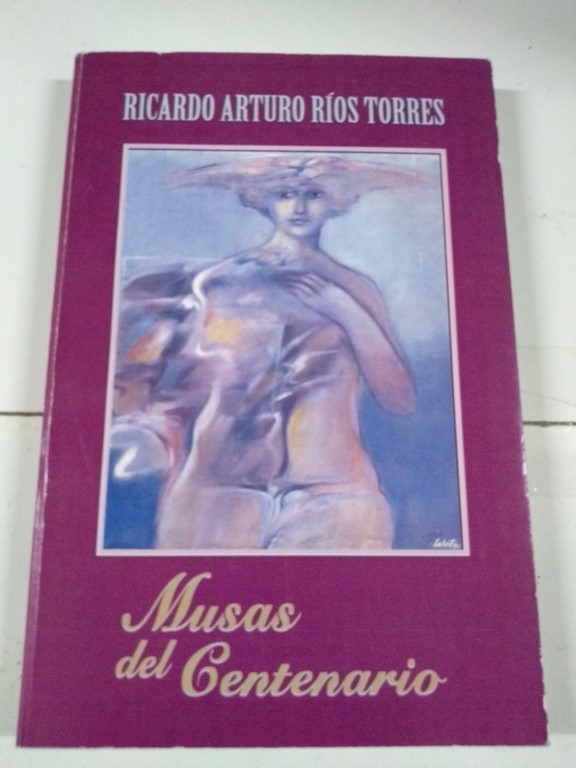 RICARDO ARTURO RÍOS TORRES
Musas
del Centenario